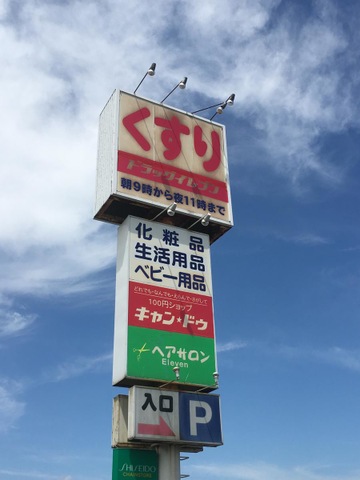 くすり
ドラッグイレブン
朝9時から夜11時まで
化粧品
生活用品
ベビー用品
100円ショップ
キャン★ドゥ
ヘアサロン
Eleven
入口
P
SHISEIDO